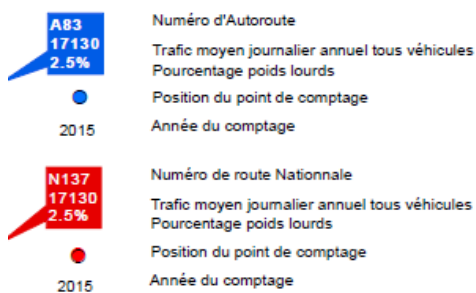 A83
17130
2.5%
Numéro d'Autoroute
Trafic moyen journalier annuel tous véhicules
Pourcentage poids lourds
Position du point de comptage
2015
Année du comptage
N137
17130
2.5%
Numéro de route Nationnale
Trafic moyen journalier annuel tous véhicules
Pourcentage poids lourds
Position du point de comptage
2015
Année du comptage